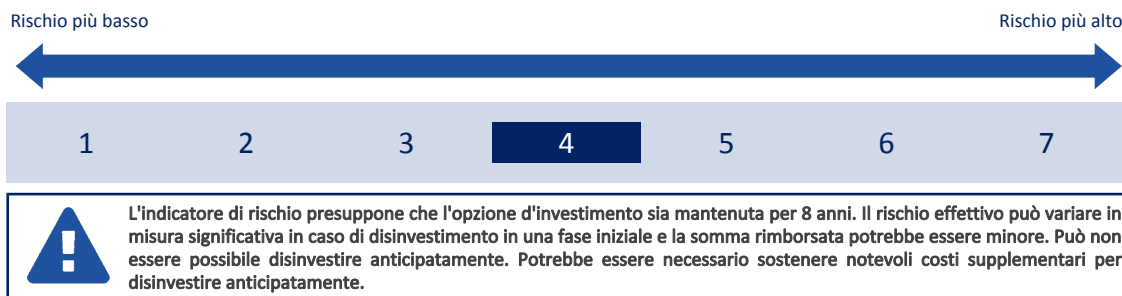 Rischio più basso Rischio più alto
1 2 3 4 5 6 7
L'indicatore di rischio presuppone che l'opzione d'investimento sia mantenuta per 8 anni. Il rischio effettivo può variare in
misura significativa in caso di disinvestimento in una fase iniziale e la somma rimborsata potrebbe essere minore. Può non
essere possibile disinvestire anticipatamente. Potrebbe essere necessario sostenere notevoli costi supplementari per
disinvestire anticipatamente.